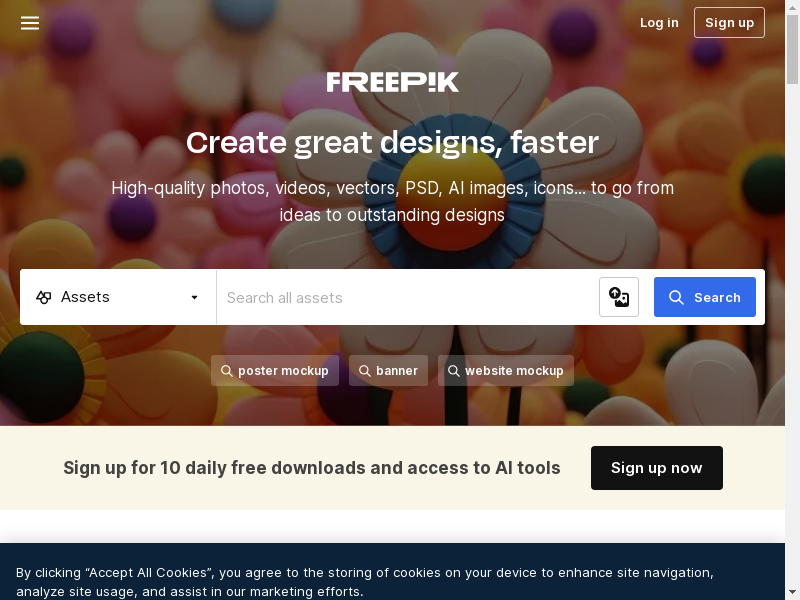 Log in
Sign up
FREEPIK
Create great designs, faster
High-quality photos, videos, vectors, PSD, AI images, icons... to go from
ideas to outstanding designs
Assets
Search all assets
Search
poster mockup
banner
website mockup
Sign up for 10 daily free downloads and access to AI tools
Sign up now
By clicking “Accept All Cookies”, you agree to the storing of cookies on your device to enhance site navigation,
analyze site usage, and assist in our marketing efforts.